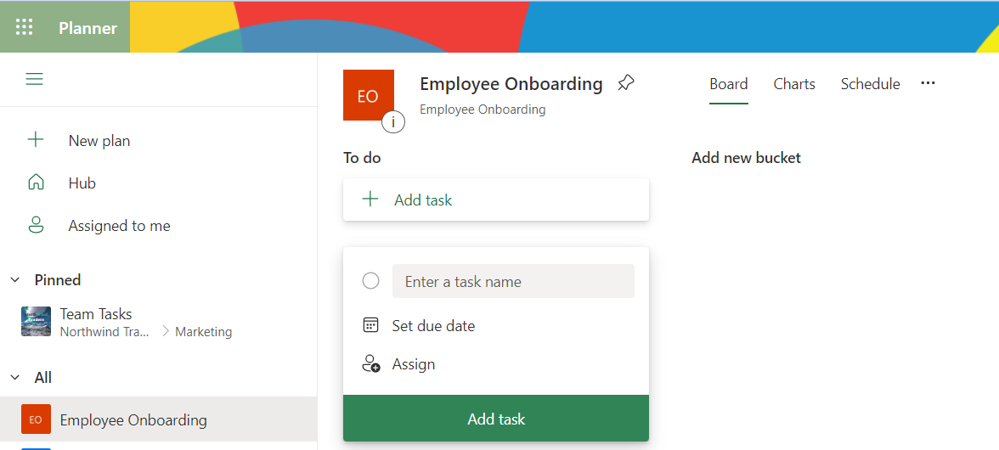 Planner
New plan
Hub
Assigned to me
Pinned
Team Tasks
Northwind Tra... > Marketing
All
EO Employee Onboarding
EO
i
Employee Onboarding
Employee Onboarding
Board Charts Schedule ...
To do
Add task
Enter a task name
Set due date
Assign
Add task
Add new bucket